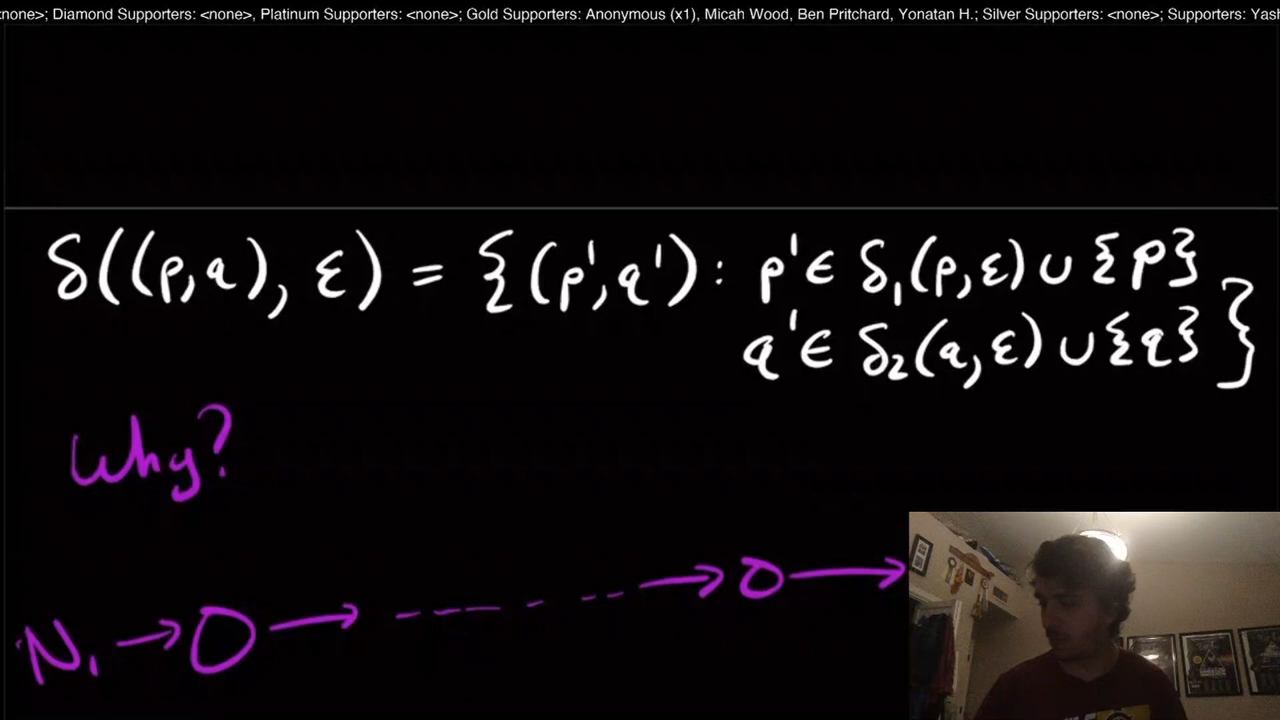 <none>; Diamond Supporters: <none>, Platinum Supporters: <none>; Gold Supporters: Anonymous (x1), Micah Wood, Ben Pritchard, Yonatan H.; Silver Supporters: <none>; Supporters: Yash
δ((p,q), ε) = {(p',q') : p' ∈ δ₁(p,ε) ∪ {p}
q' ∈ δ₂(q,ε) ∪ {q} }
Why?
N₁